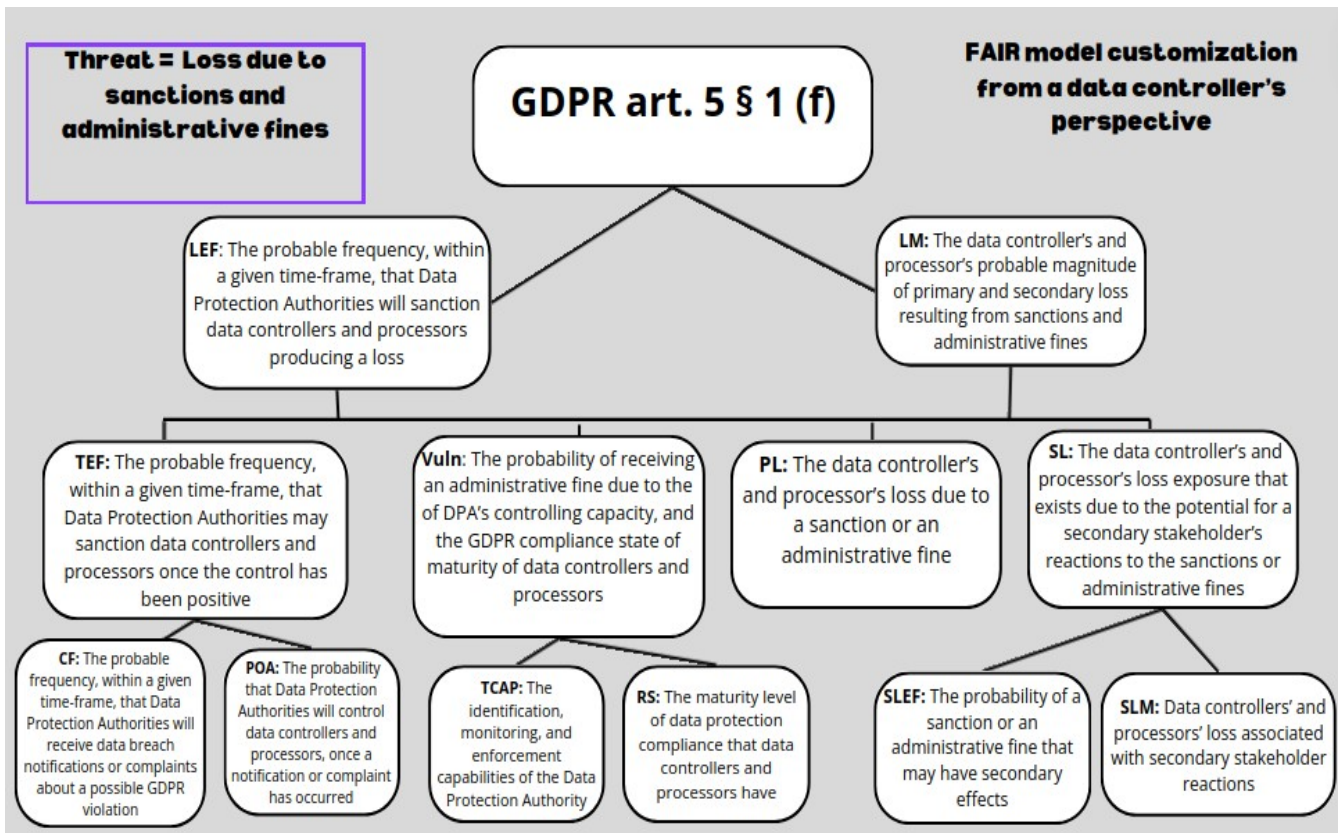 Threat = Loss due to
sanctions and
administrative fines
GDPR art. 5 § 1 (f)
FAIR model customization
from a data controller's
perspective
LEF: The probable frequency, within
a given time-frame, that Data
Protection Authorities will sanction
data controllers and processors
producing a loss
LM: The data controller's and
processor's probable magnitude
of primary and secondary loss
resulting from sanctions and
administrative fines
TEF: The probable frequency,
within a given time-frame, that
Data Protection Authorities may
sanction data controllers and
processors once the control has
been positive
Vuln: The probability of receiving
an administrative fine due to the
of DPA's controlling capacity, and
the GDPR compliance state of
maturity of data controllers and
processors
PL: The data controller's
and processor's loss due to
a sanction or an
administrative fine
SL: The data controller's and
processor's loss exposure that
exists due to the potential for a
secondary stakeholder's
reactions to the sanctions or
administrative fines
CF: The probable
frequency, within a given
time-frame, that Data
Protection Authorities will
receive data breach
notifications or complaints
about a possible GDPR
violation
POA: The probability
that Data Protection
Authorities will control
data controllers and
processors, once a
notification or complaint
has occurred
TCAP: The
identification,
monitoring, and
enforcement
capabilities of the Data
Protection Authority
RS: The maturity level
of data protection
compliance that data
controllers and
processors have
SLEF: The probability of a
sanction or an
administrative fine that
may have secondary
effects
SLM: Data controllers' and
processors' loss associated
with secondary stakeholder
reactions